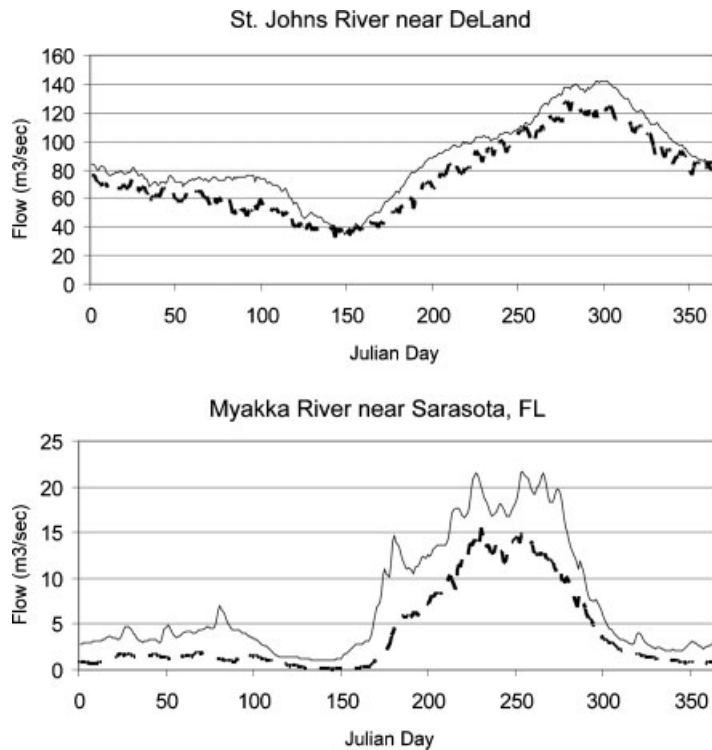 St. Johns River near DeLand
160
140
120
100
80
60
40
20
0
Flow (m3/sec)
0 50 100 150 200 250 300 350
Julian Day
Myakka River near Sarasota, FL
25
20
15
10
5
0
Flow (m3/sec)
0 50 100 150 200 250 300 350
Julian Day